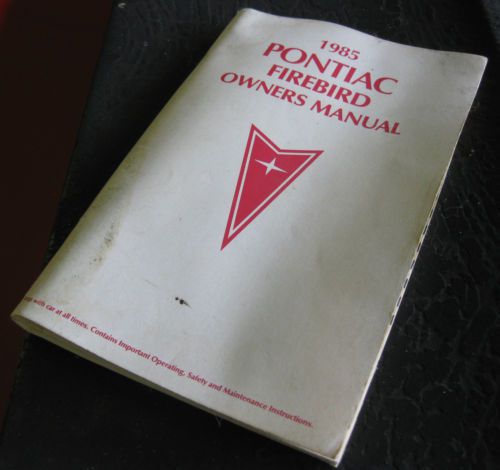 1985
PONTIAC
FIREBIRD
OWNERS MANUAL
with car at all times. Contains Important Operating, Safety and Maintenance Instructions.